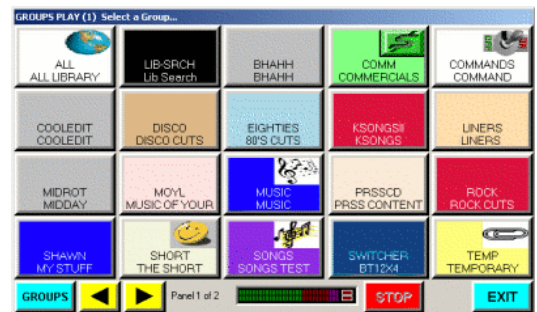 GROUPS PLAY (1) Select a Group...
ALL
ALL LIBRARY
LIB-SRCH
Lib Search
BHAHH
BHAHH
COMM
COMMERCIALS
COMMANDS
COMMAND
COOLEDIT
COOLEDIT
DISCO
DISCO CUTS
EIGHTIES
80'S CUTS
KSONGSII
KSONGS
LINERS
LINERS
MIDROT
MIDDAY
MOYL
MUSIC OF YOUR
MUSIC
MUSIC
PRSSCD
PRSS CONTENT
ROCK
ROCK CUTS
SHAWN
MY STUFF
SHORT
THE SHORT
SONGS
SONGS TEST
SWITCHER
BT12X4
TEMP
TEMPORARY
GROUPS
Panel 1 of 2
STOP
EXIT